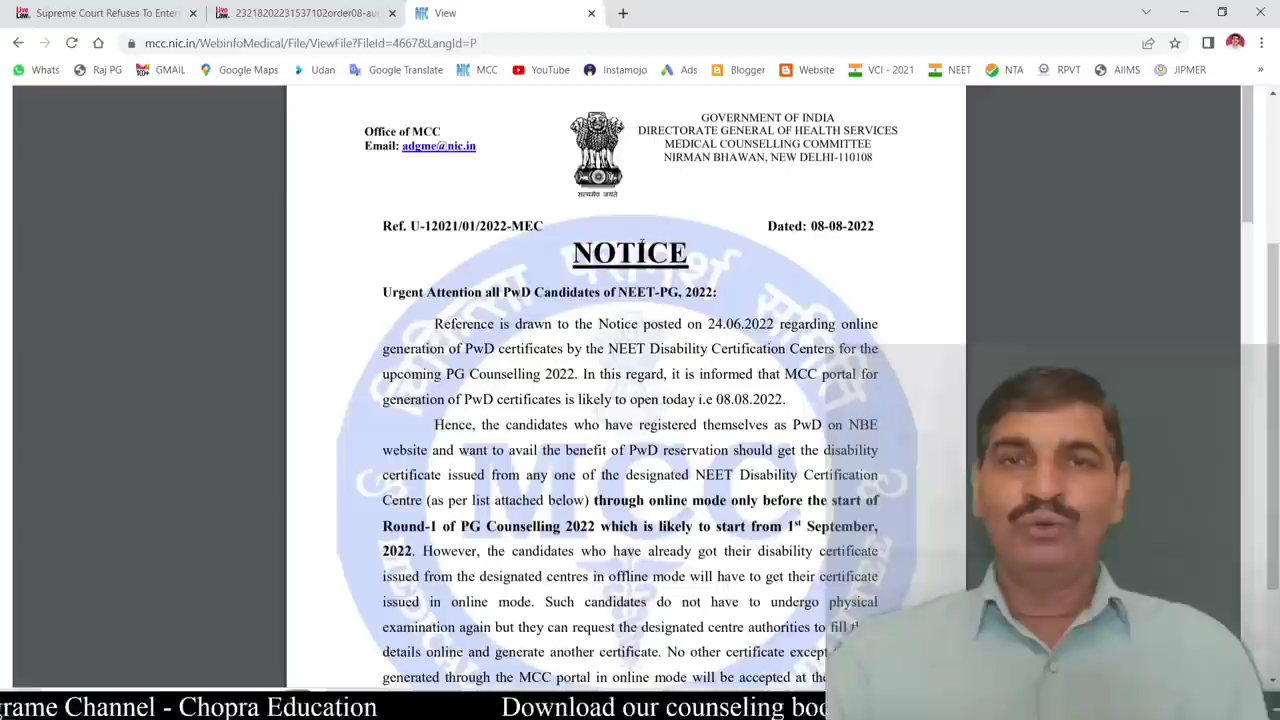 Supreme Court Refuses To Enter
23218202231537102order08-au
View
mcc.nic.in/WebinfoMedical/File/ViewFile?FileId=4667&LangId=P
Whats Raj PG GMAIL Google Maps Udan Google Translate MCC YouTube Instamojo Ads Blogger Website VCI - 2021 NEET NTA RPVT AIIMS JIPMER »
Office of MCC
Email: adgme@nic.in
सत्यमेव जयते
GOVERNMENT OF INDIA
DIRECTORATE GENERAL OF HEALTH SERVICES
MEDICAL COUNSELLING COMMITTEE
NIRMAN BHAWAN, NEW DELHI-110108
Ref. U-12021/01/2022-MEC Dated: 08-08-2022
NOTICE
Urgent Attention all PwD Candidates of NEET-PG, 2022:
Reference is drawn to the Notice posted on 24.06.2022 regarding online
generation of PwD certificates by the NEET Disability Certification Centers for the
upcoming PG Counselling 2022. In this regard, it is informed that MCC portal for
generation of PwD certificates is likely to open today i.e 08.08.2022.
Hence, the candidates who have registered themselves as PwD on NBE
website and want to avail the benefit of PwD reservation should get the disability
certificate issued from any one of the designated NEET Disability Certification
Centre (as per list attached below) through online mode only before the start of
Round-1 of PG Counselling 2022 which is likely to start from 1st September,
2022. However, the candidates who have already got their disability certificate
issued from the designated centres in offline mode will have to get their certificate
issued in online mode. Such candidates do not have to undergo physical
examination again but they can request the designated centre authorities to fill
details online and generate another certificate. No other certificate except
generated through the MCC portal in online mode will be accepted at the
MCC
grame Channel - Chopra Education Download our counseling boo